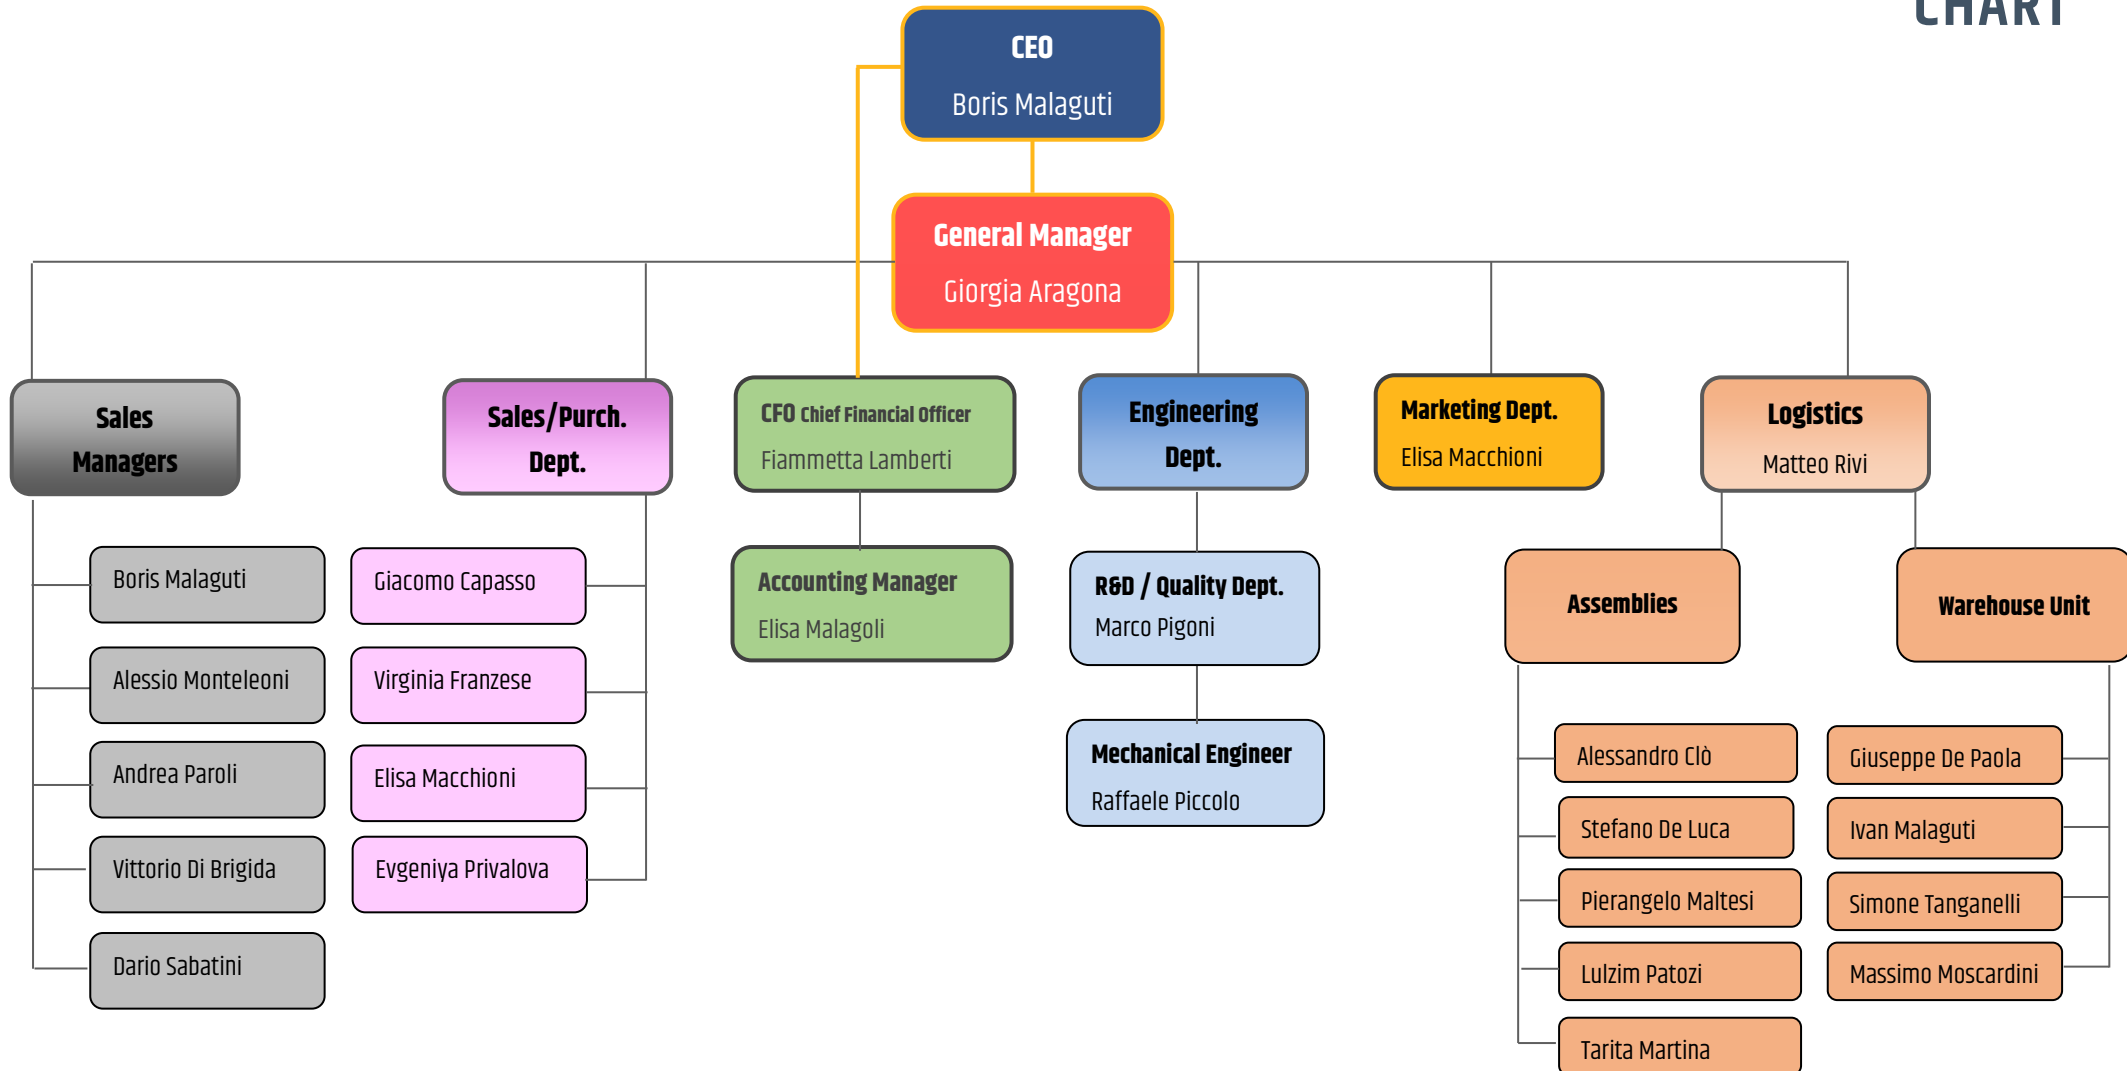 CHART
CEO
Boris Malaguti
General Manager
Giorgia Aragona
Sales
Managers
Boris Malaguti
Alessio Monteleoni
Andrea Paroli
Vittorio Di Brigida
Dario Sabatini
Sales/Purch.
Dept.
Giacomo Capasso
Virginia Franzese
Elisa Macchioni
Evgeniya Privalova
CFO Chief Financial Officer
Fiammetta Lamberti
Accounting Manager
Elisa Malagoli
Engineering
Dept.
R&D / Quality Dept.
Marco Pigoni
Mechanical Engineer
Raffaele Piccolo
Marketing Dept.
Elisa Macchioni
Logistics
Matteo Rivi
Assemblies
Alessandro Clò
Stefano De Luca
Pierangelo Maltesi
Lulzim Patozi
Tarita Martina
Warehouse Unit
Giuseppe De Paola
Ivan Malaguti
Simone Tanganelli
Massimo Moscardini